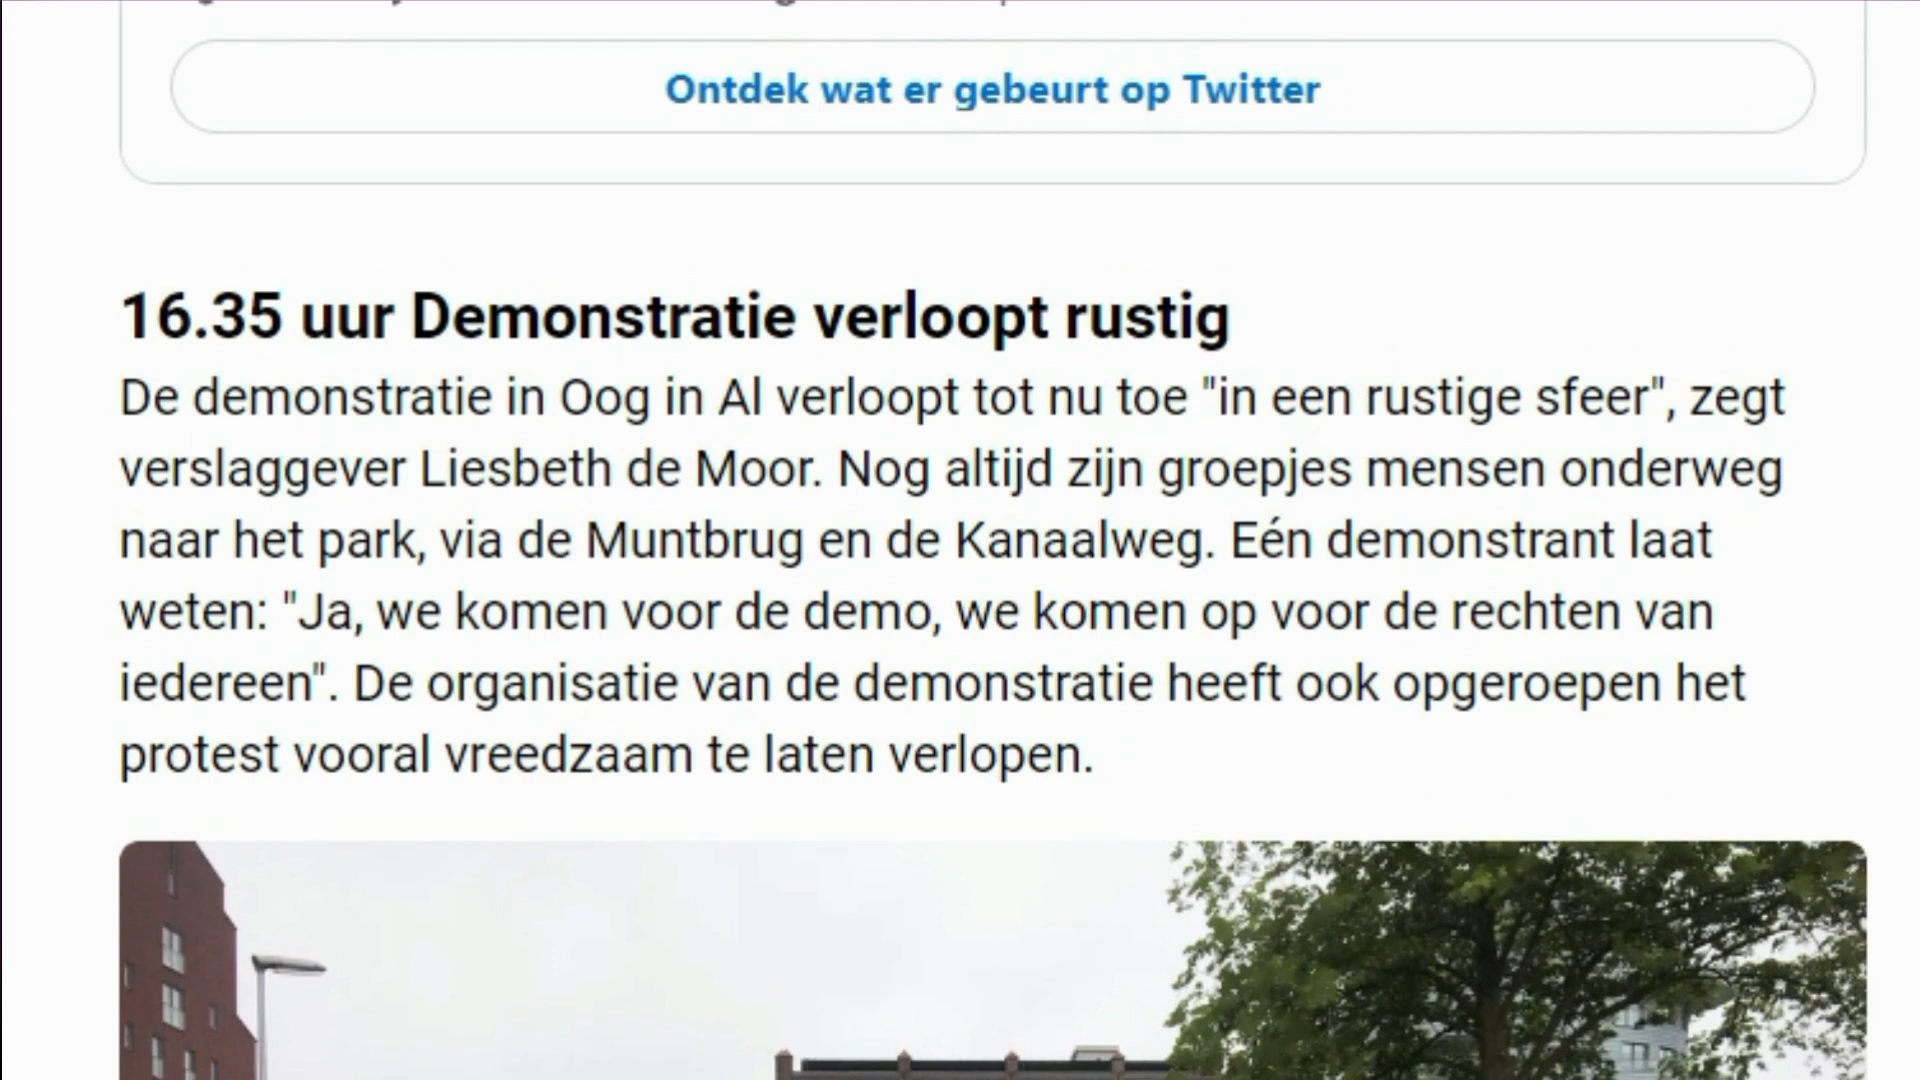 Ontdek wat er gebeurt op Twitter
16.35 uur Demonstratie verloopt rustig
De demonstratie in Oog in Al verloopt tot nu toe "in een rustige sfeer", zegt
verslaggever Liesbeth de Moor. Nog altijd zijn groepjes mensen onderweg
naar het park, via de Muntbrug en de Kanaalweg. Eén demonstrant laat
weten: "Ja, we komen voor de demo, we komen op voor de rechten van
iedereen". De organisatie van de demonstratie heeft ook opgeroepen het
protest vooral vreedzaam te laten verlopen.